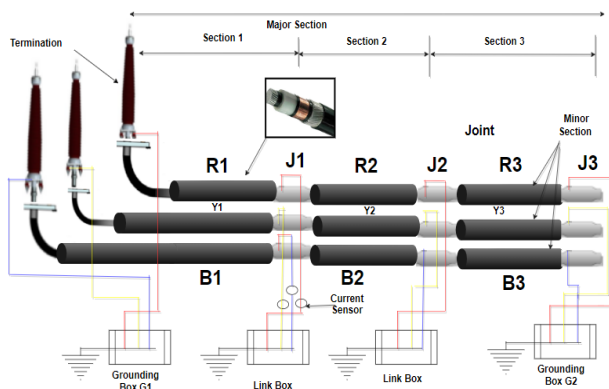 Major Section
Termination
Section 1
Section 2
Section 3
Joint
Minor
Section
R1
J1
R2
J2
R3
J3
Y1
Y2
Y3
B1
B2
B3
Current
Sensor
Grounding
Box G1
Link Box
Link Box
Grounding
Box G2